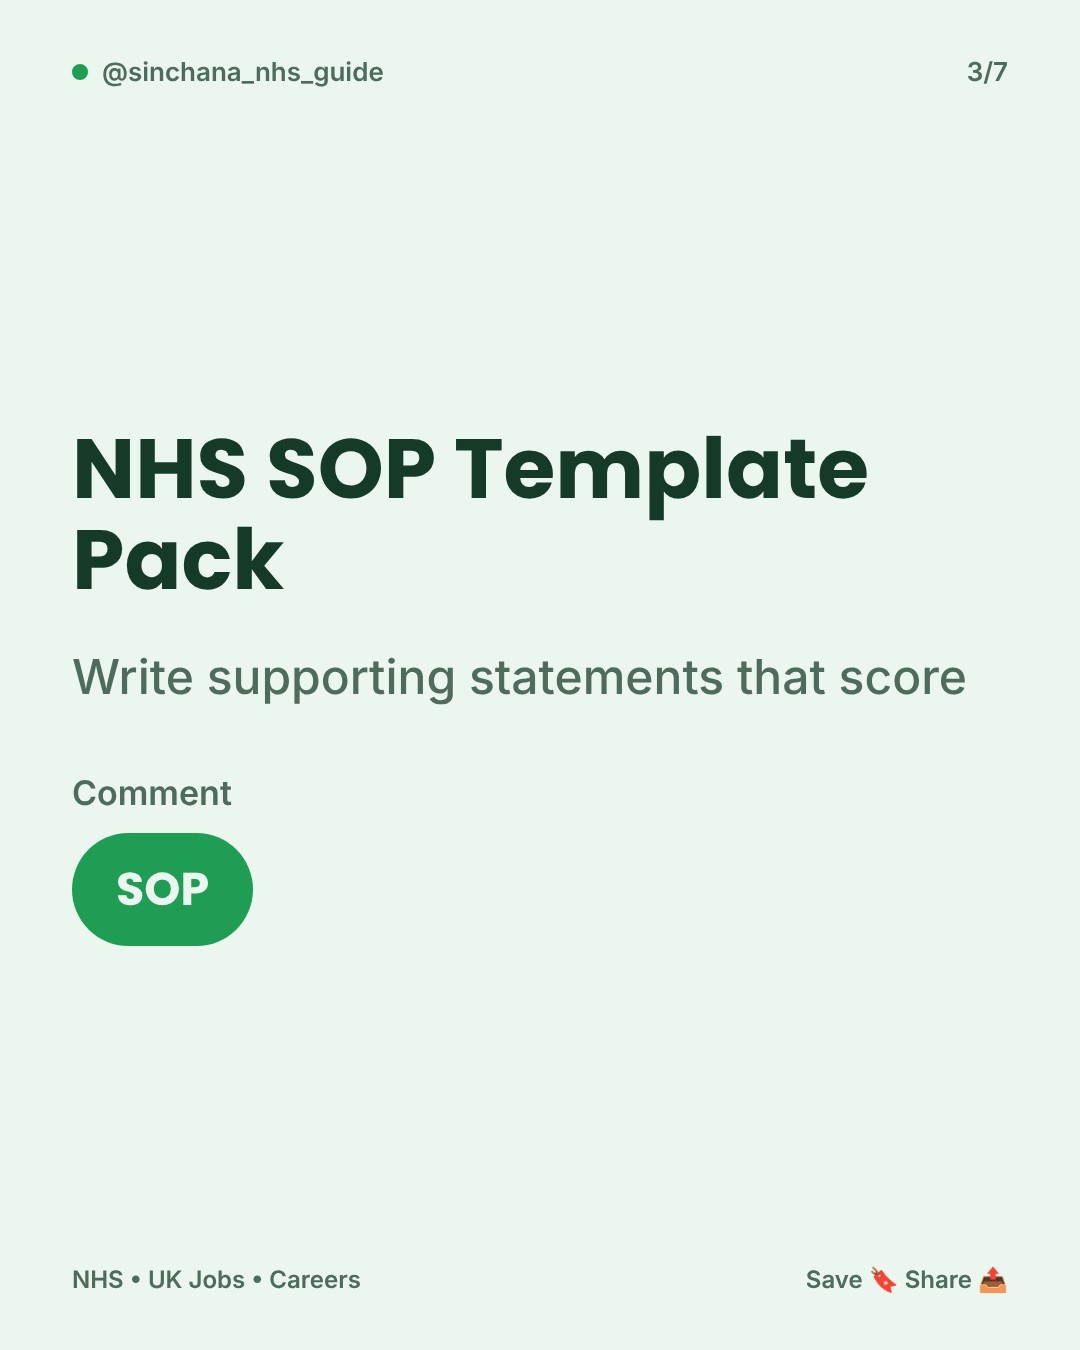 @sinchana_nhs_guide
3/7
NHS SOP Template
Pack
Write supporting statements that score
Comment
SOP
NHS • UK Jobs • Careers
Save 🔖 Share 📤